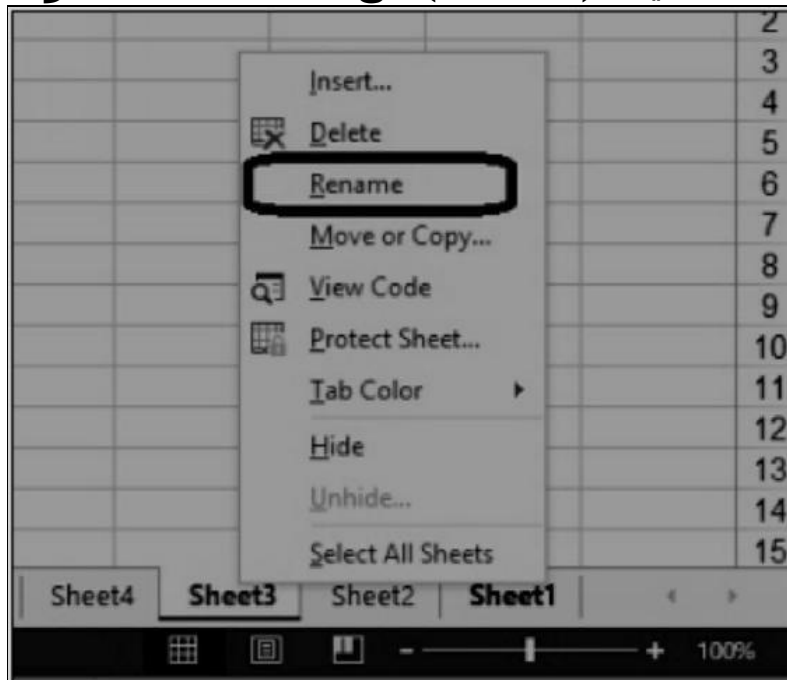 2
3
Insert...
4
Delete
5
Rename
6
Move or Copy...
7
8
View Code
9
Protect Sheet...
10
Tab Color
11
12
Hide
13
Unhide...
14
Select All Sheets
15
Sheet4 Sheet3 Sheet2 Sheet1
- + 100%